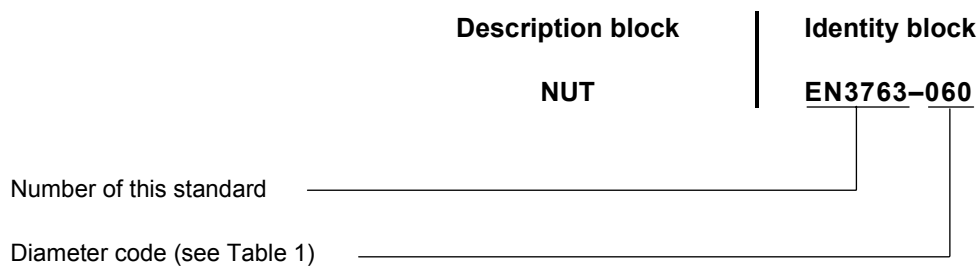 Description block Identity block
NUT EN3763–060
Number of this standard
Diameter code (see Table 1)